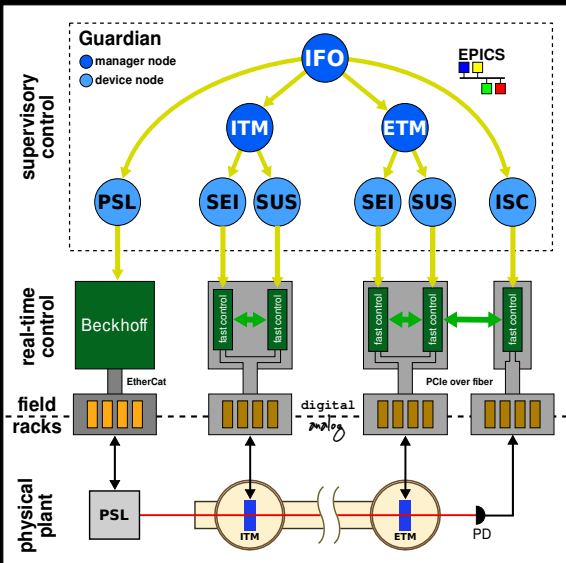 Guardian
manager node
device node
EPICS
IFO
ITM
ETM
PSL
SEI
SUS
SEI
SUS
ISC
supervisory
control
real-time
control
Beckhoff
fast control
fast control
fast control
fast control
fast control
EtherCat
PCIe over fiber
field
racks
digital
analog
physical
plant
PSL
ITM
ETM
PD